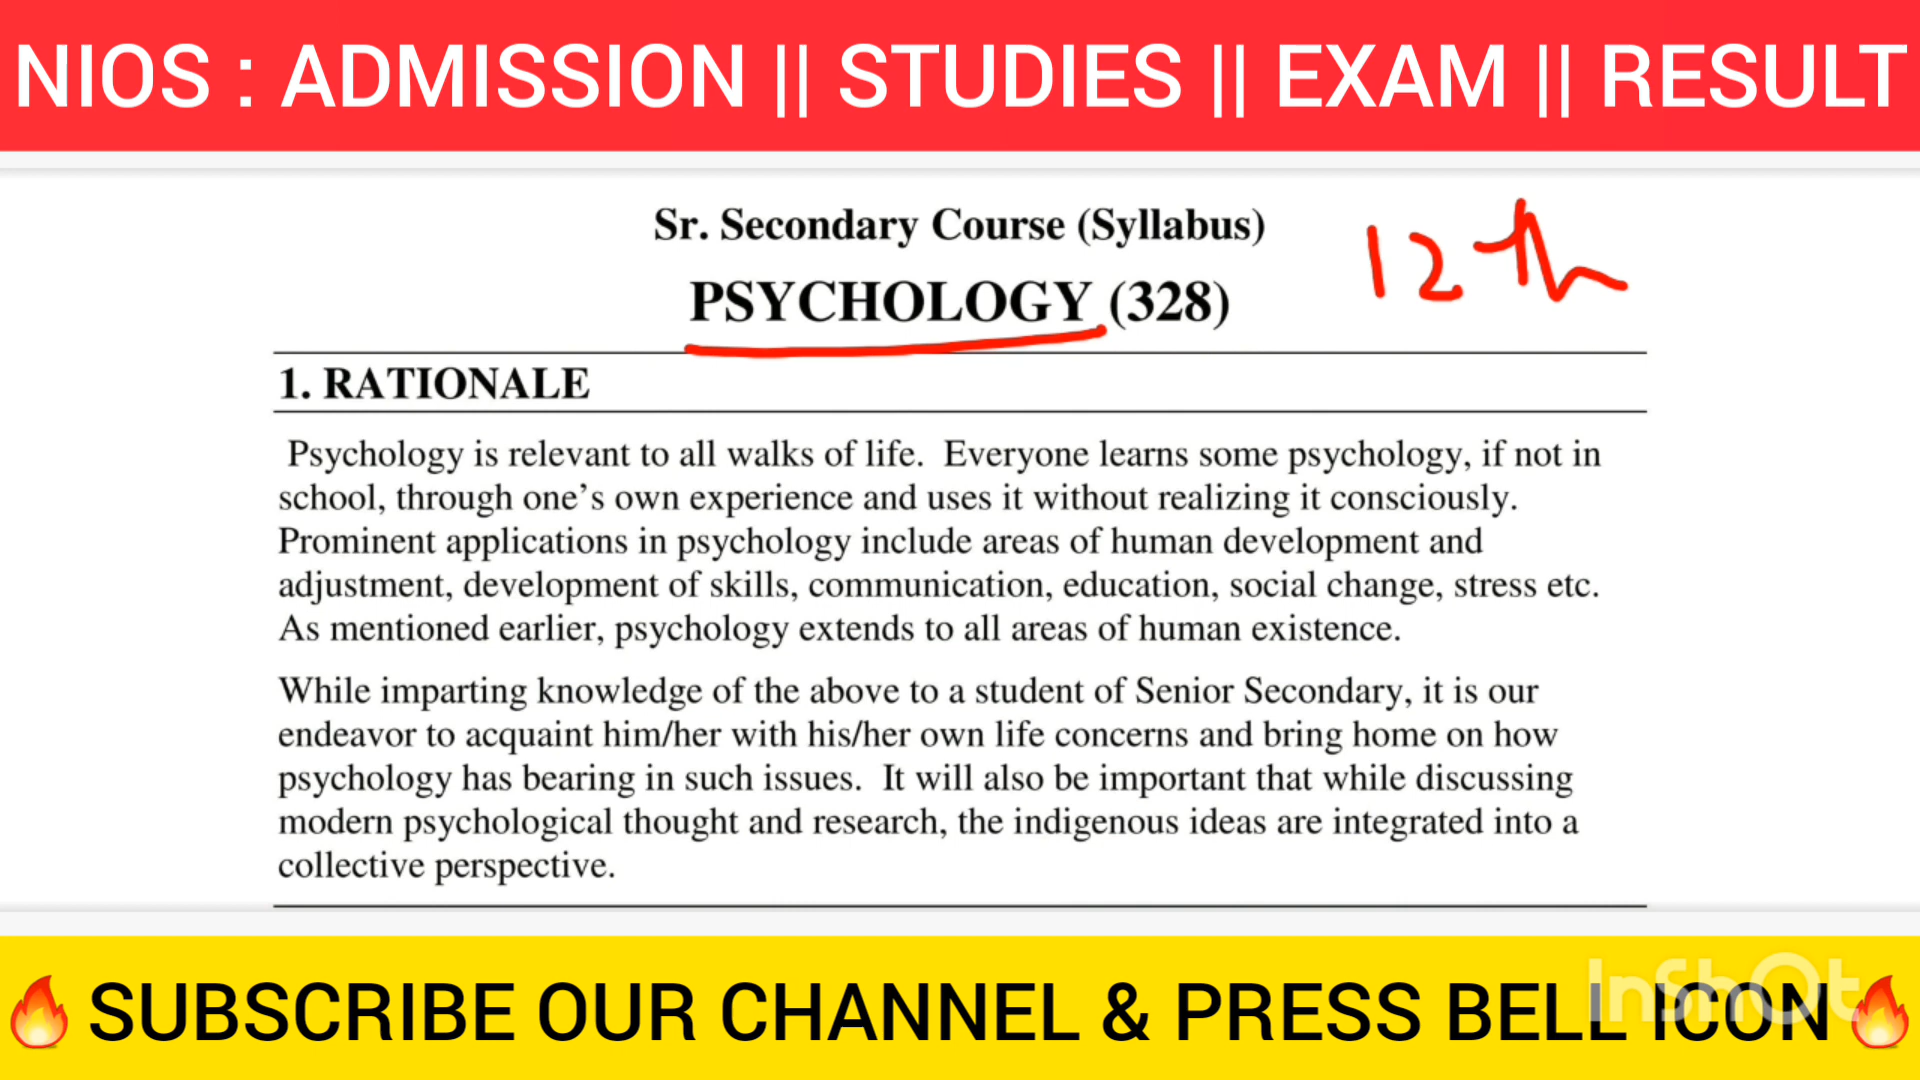 NIOS : ADMISSION || STUDIES || EXAM || RESULT
Sr. Secondary Course (Syllabus)
12th
PSYCHOLOGY (328)
1. RATIONALE
Psychology is relevant to all walks of life. Everyone learns some psychology, if not in
school, through one’s own experience and uses it without realizing it consciously.
Prominent applications in psychology include areas of human development and
adjustment, development of skills, communication, education, social change, stress etc.
As mentioned earlier, psychology extends to all areas of human existence.
While imparting knowledge of the above to a student of Senior Secondary, it is our
endeavor to acquaint him/her with his/her own life concerns and bring home on how
psychology has bearing in such issues. It will also be important that while discussing
modern psychological thought and research, the indigenous ideas are integrated into a
collective perspective.
InShOt
🔥 SUBSCRIBE OUR CHANNEL & PRESS BELL ICON 🔥